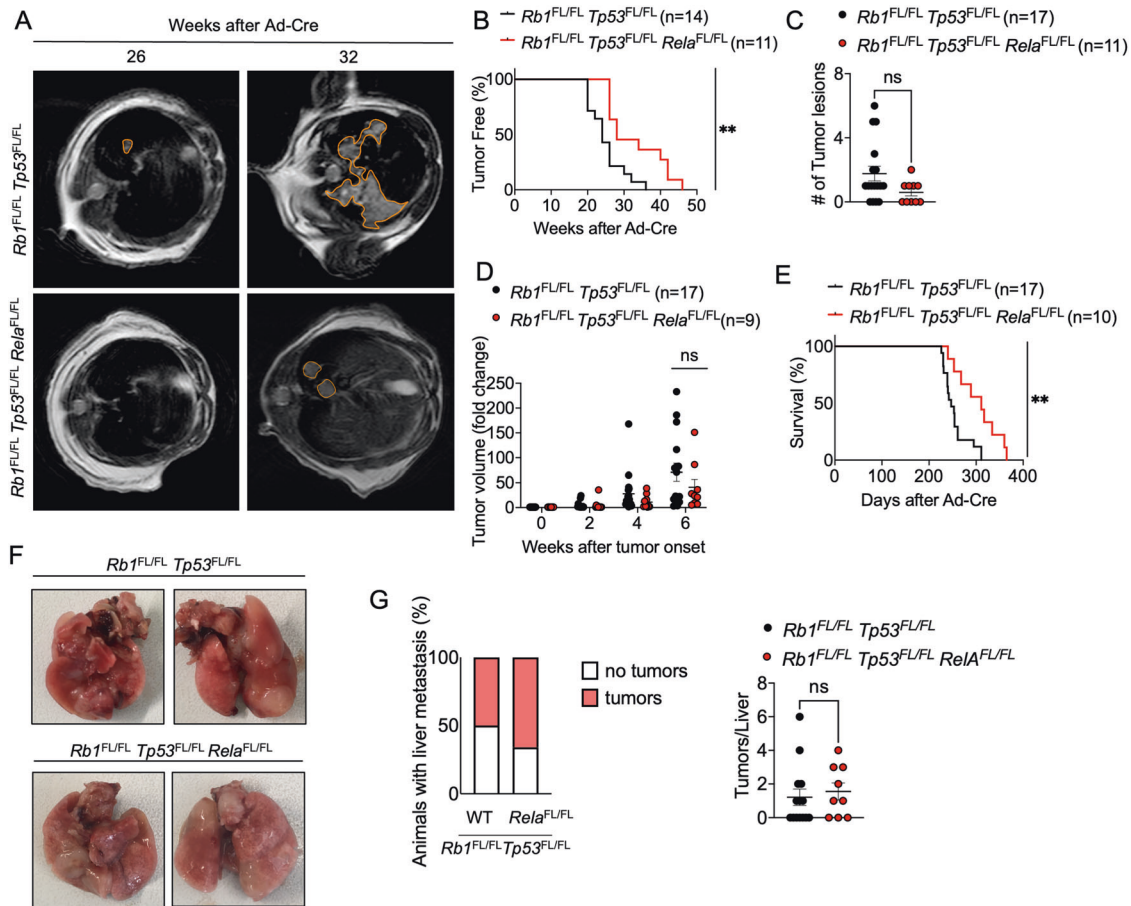 A
Weeks after Ad-Cre
26
32
Rb1FL/FL Tp53FL/FL
Rb1FL/FL Tp53FL/FL RelaFL/FL
B
Rb1FL/FL Tp53FL/FL (n=14)
Rb1FL/FL Tp53FL/FL RelaFL/FL (n=11)
Tumor Free (%)
100
50
0
0 10 20 30 40 50
Weeks after Ad-Cre
**
C
Rb1FL/FL Tp53FL/FL (n=17)
Rb1FL/FL Tp53FL/FL RelaFL/FL (n=11)
# of Tumor lesions
8
6
4
2
0
ns
D
Rb1FL/FL Tp53FL/FL (n=17)
Rb1FL/FL Tp53FL/FL RelaFL/FL (n=9)
Tumor volume (fold change)
250
200
150
100
50
0
ns
0 2 4 6
Weeks after tumor onset
E
Rb1FL/FL Tp53FL/FL (n=17)
Rb1FL/FL Tp53FL/FL RelaFL/FL (n=10)
Survival (%)
100
50
0
0 100 200 300 400
Days after Ad-Cre
**
F
Rb1FL/FL Tp53FL/FL
Rb1FL/FL Tp53FL/FL RelaFL/FL
G
Animals with liver metastasis (%)
100
50
0
WT RelaFL/FL
Rb1FL/FL Tp53FL/FL
no tumors
tumors
Rb1FL/FL Tp53FL/FL
Rb1FL/FL Tp53FL/FL RelAFL/FL
Tumors/Liver
8
6
4
2
0
ns